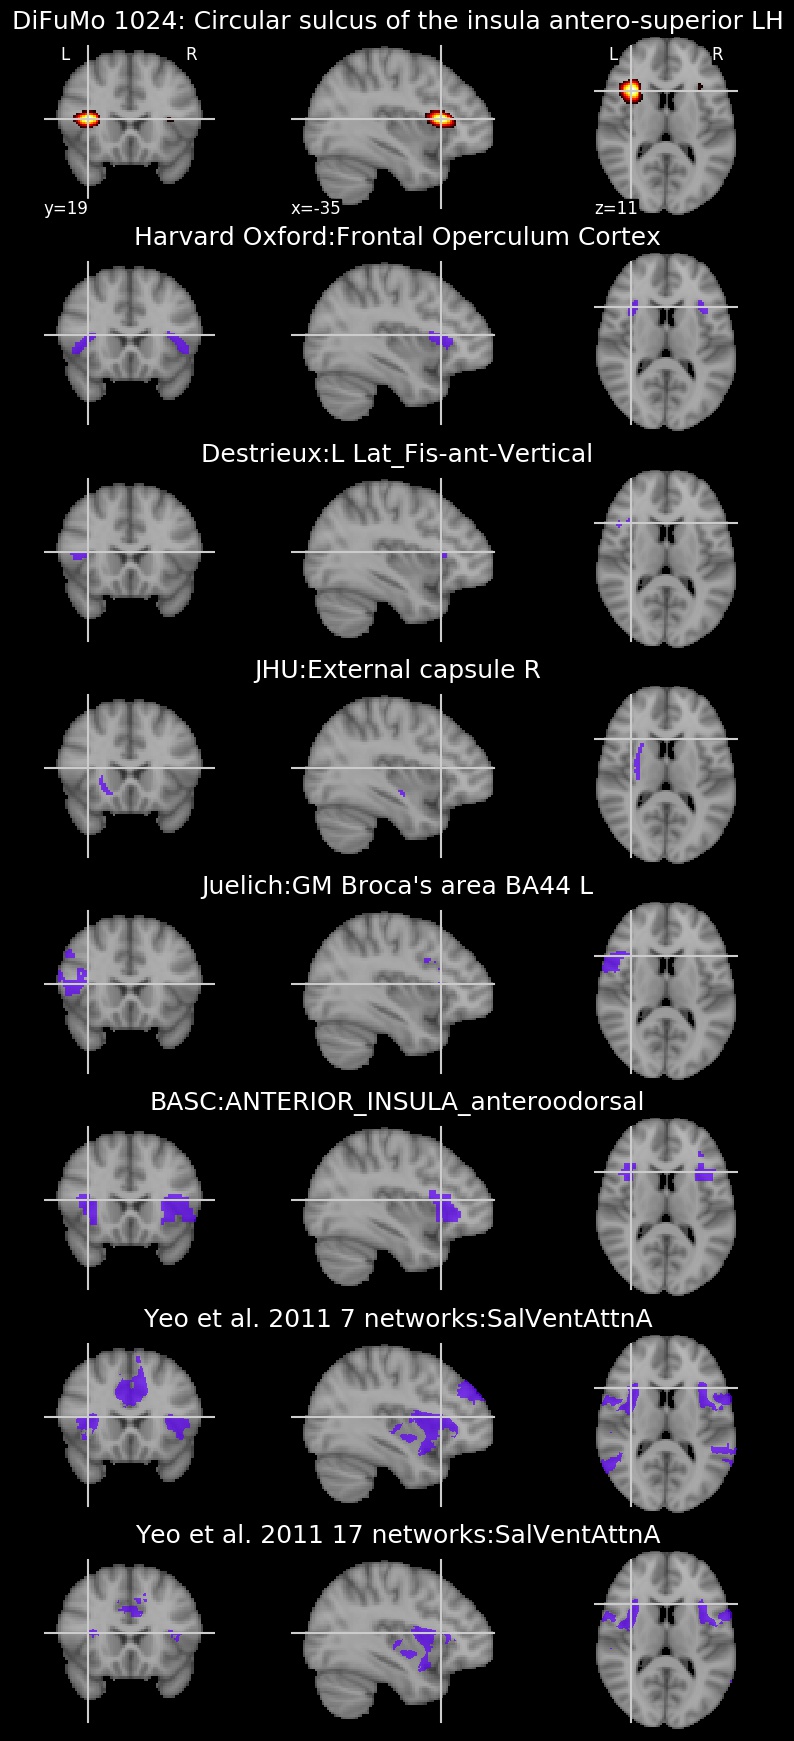 DiFuMo 1024: Circular sulcus of the insula antero-superior LH
L R L R
y=19 x=-35 z=11
Harvard Oxford:Frontal Operculum Cortex
Destrieux:L Lat_Fis-ant-Vertical
JHU:External capsule R
Juelich:GM Broca's area BA44 L
BASC:ANTERIOR_INSULA_anteroodorsal
Yeo et al. 2011 7 networks:SalVentAttnA
Yeo et al. 2011 17 networks:SalVentAttnA